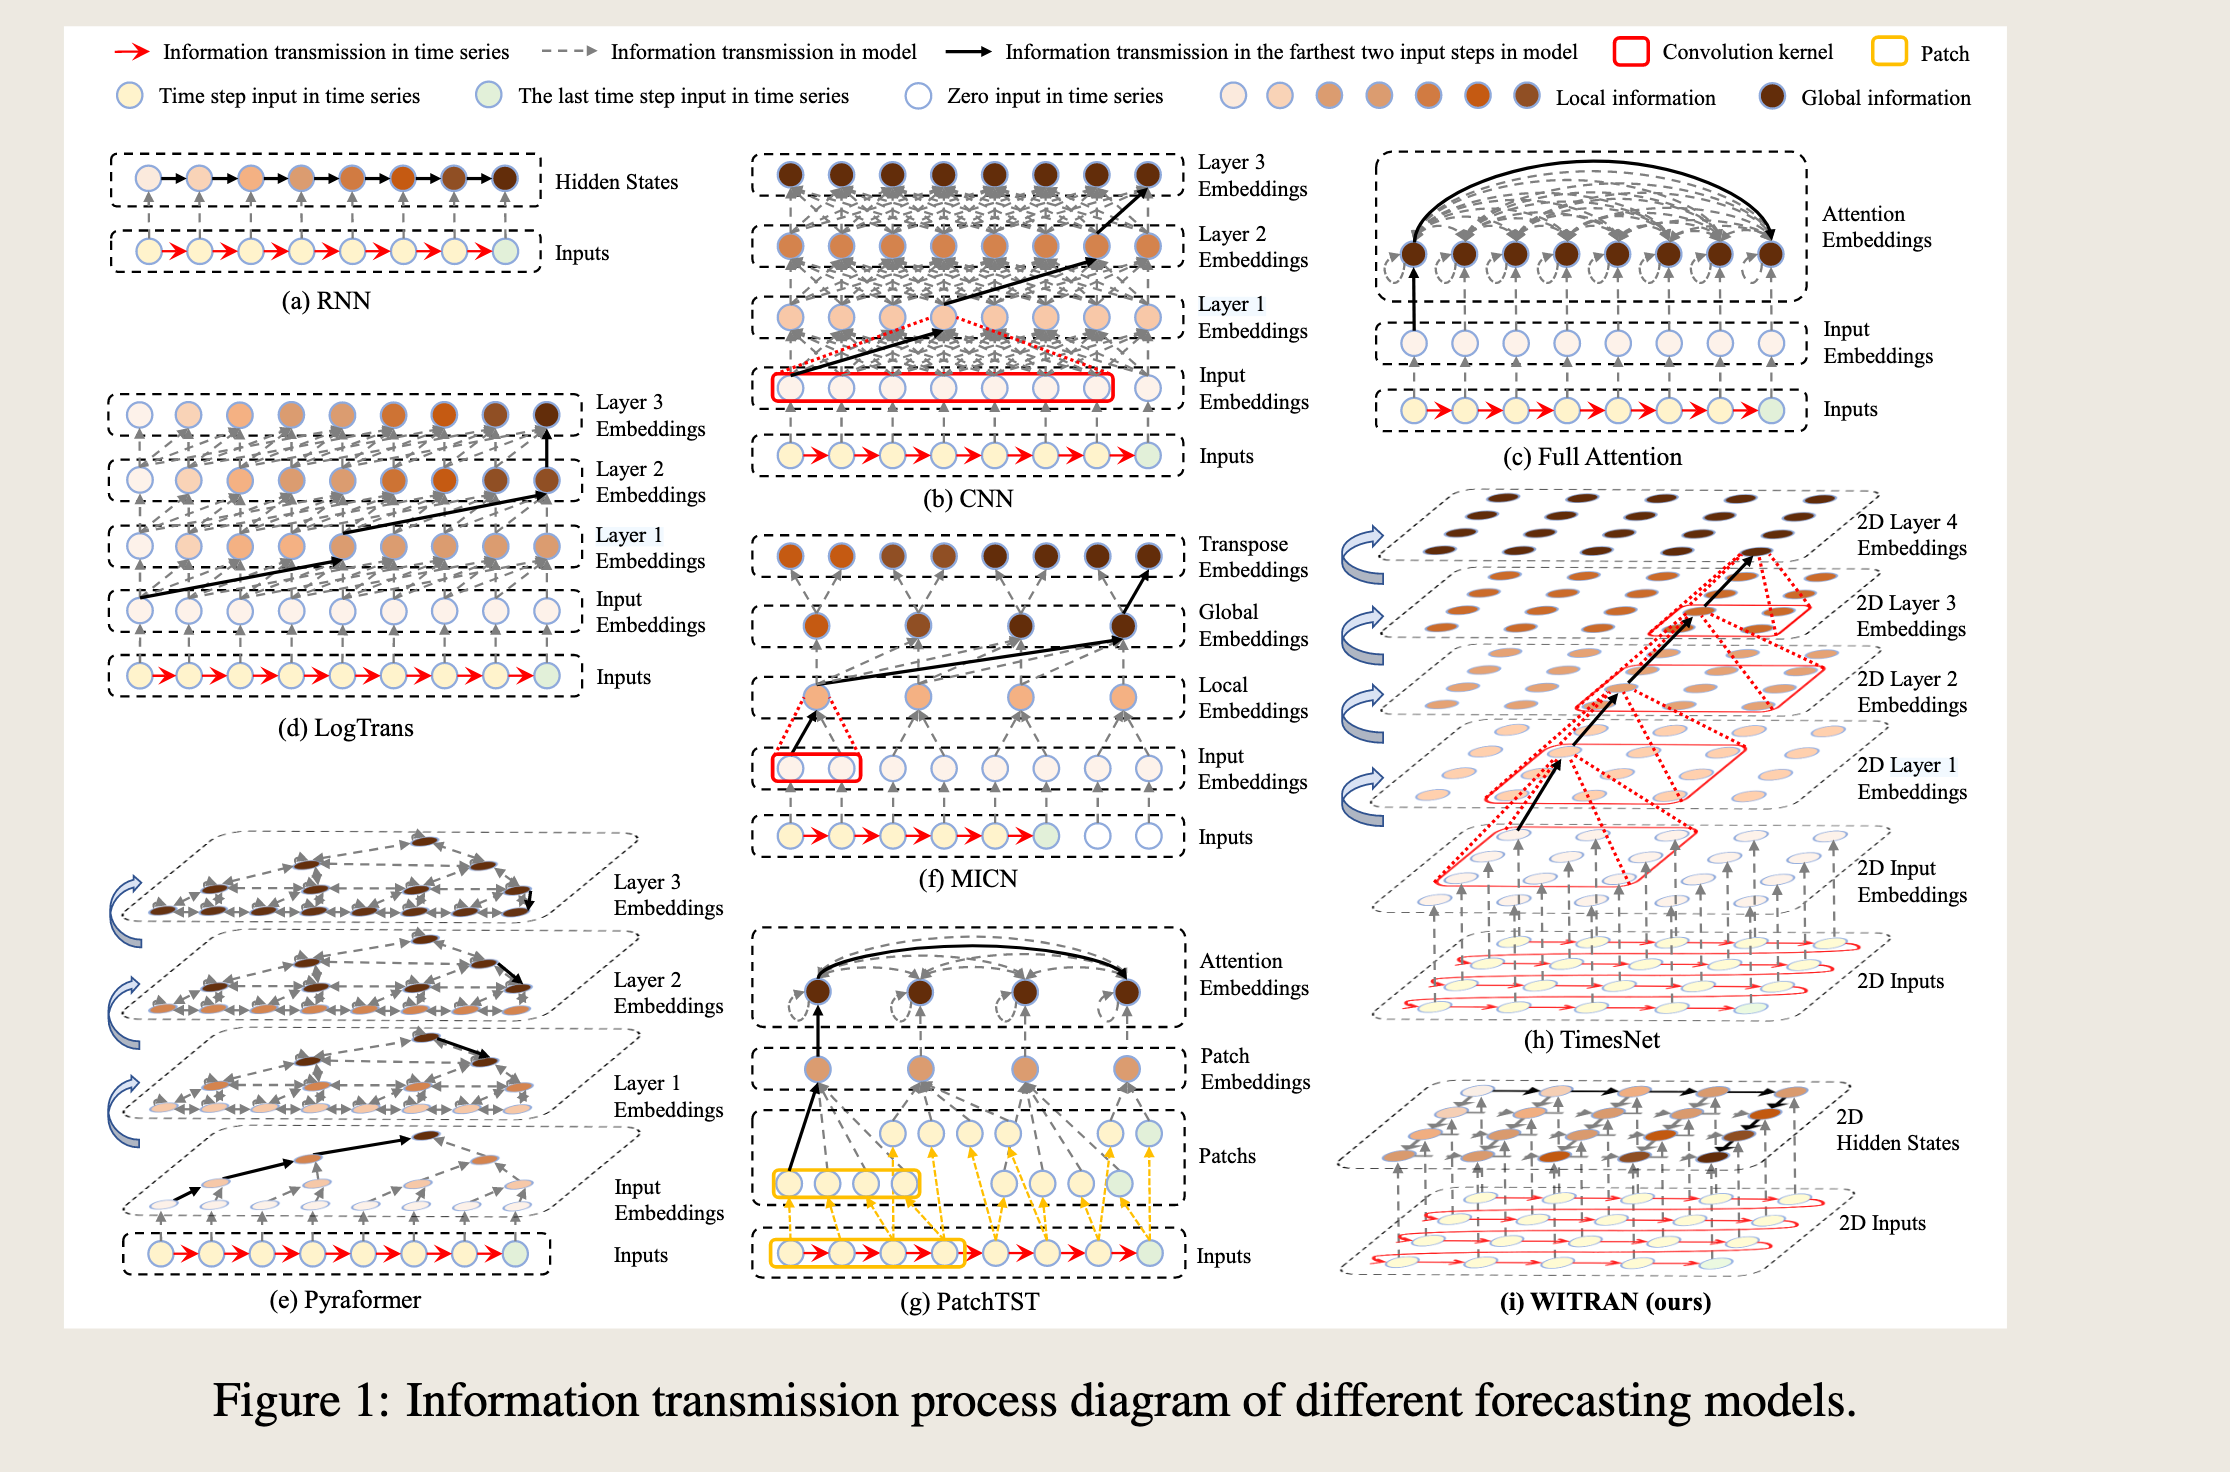 Information transmission in time series
Information transmission in model
Information transmission in the farthest two input steps in model
Convolution kernel
Patch
Time step input in time series
The last time step input in time series
Zero input in time series
Local information
Global information
Hidden States
Inputs
(a) RNN
Layer 3
Embeddings
Layer 2
Embeddings
Layer 1
Embeddings
Input
Embeddings
Inputs
(b) CNN
Attention
Embeddings
Input
Embeddings
Inputs
(c) Full Attention
Layer 3
Embeddings
Layer 2
Embeddings
Layer 1
Embeddings
Input
Embeddings
Inputs
(d) LogTrans
Layer 3
Embeddings
Layer 2
Embeddings
Layer 1
Embeddings
Input
Embeddings
Inputs
(e) Pyraformer
Transpose
Embeddings
Global
Embeddings
Local
Embeddings
Input
Embeddings
Inputs
(f) MICN
Attention
Embeddings
Patch
Embeddings
Patchs
Inputs
(g) PatchTST
2D Layer 4
Embeddings
2D Layer 3
Embeddings
2D Layer 2
Embeddings
2D Layer 1
Embeddings
2D Input
Embeddings
2D Inputs
(h) TimesNet
2D
Hidden States
2D Inputs
(i) WITRAN (ours)
Figure 1: Information transmission process diagram of different forecasting models.